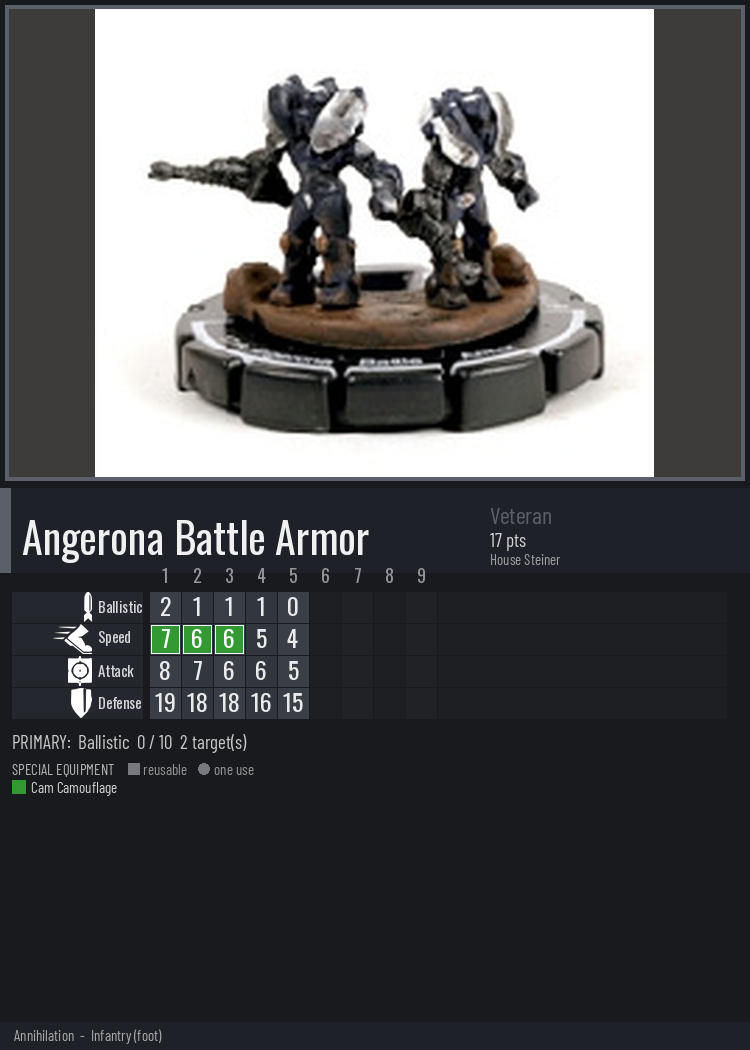 Angerona Battle Armor
Veteran
17 pts
House Steiner
1 2 3 4 5 6 7 8 9
Ballistic 2 1 1 1 0
Speed 7 6 6 5 4
Attack 8 7 6 6 5
Defense 19 18 18 16 15
PRIMARY: Ballistic 0 / 10 2 target(s)
SPECIAL EQUIPMENT reusable one use
Cam Camouflage
Annihilation - Infantry (foot)